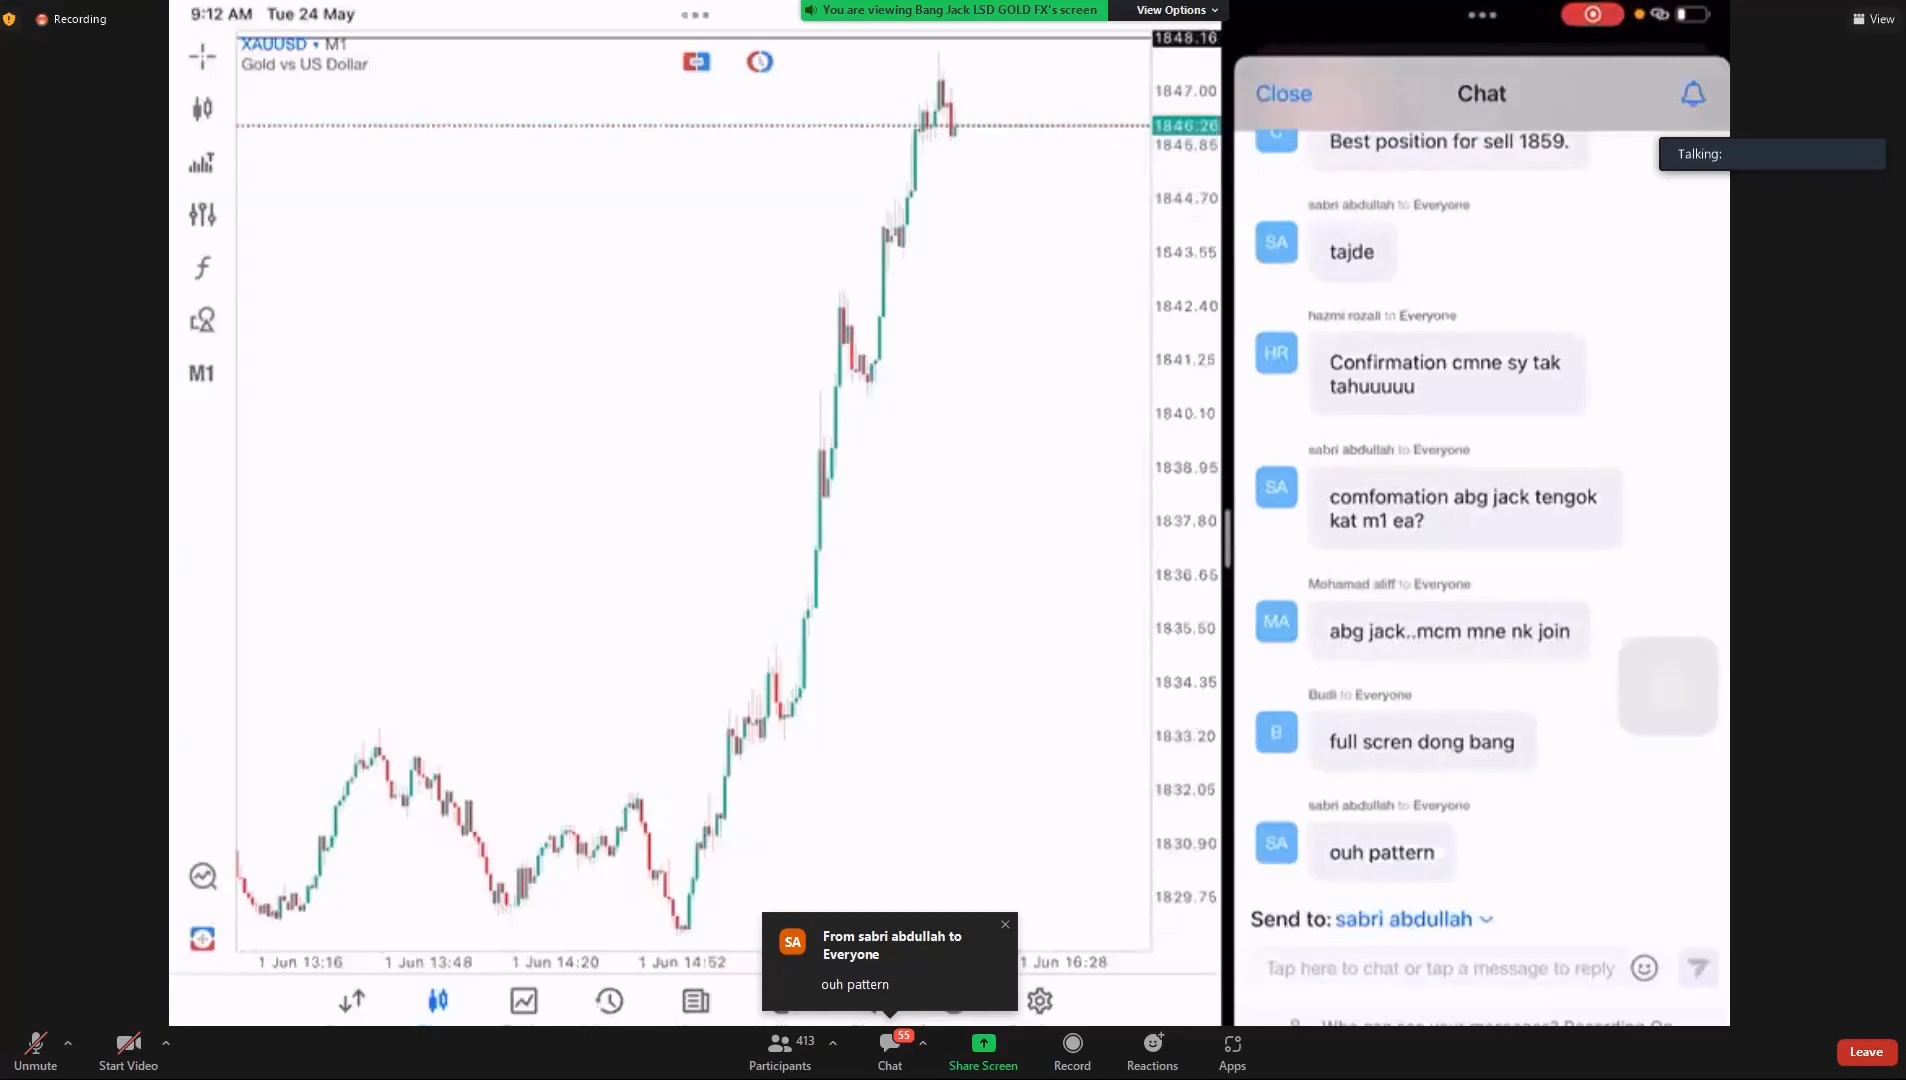 9:12 AM Tue 24 May
You are viewing Bang Jack LSD GOLD FX's screen
View Options
Recording
View
XAUUSD • M1
Gold vs US Dollar
1848.16
1847.00
1846.26
1845.85
1844.70
1843.55
1842.40
1841.25
1840.10
1838.95
1837.80
1836.65
1835.50
1834.35
1833.20
1832.05
1830.90
1829.75
M1
1 Jun 13:16
1 Jun 13:48
1 Jun 14:20
1 Jun 14:52
1 Jun 16:28
Close
Chat
Talking:
Best position for sell 1859.
sabri abdullah to Everyone
SA
tajde
hazmi rozali to Everyone
HR
Confirmation cmne sy tak
tahuuuuu
sabri abdullah to Everyone
SA
comfomation abg jack tengok
kat m1 ea?
Mohamad aliff to Everyone
MA
abg jack..mcm mne nk join
Budi to Everyone
B
full scren dong bang
sabri abdullah to Everyone
SA
ouh pattern
Send to: sabri abdullah
Tap here to chat or tap a message to reply
Who can see your messages? Recording On
SA
From sabri abdullah to
Everyone
ouh pattern
Unmute
Start Video
413
Participants
55
Chat
Share Screen
Record
Reactions
Apps
Leave